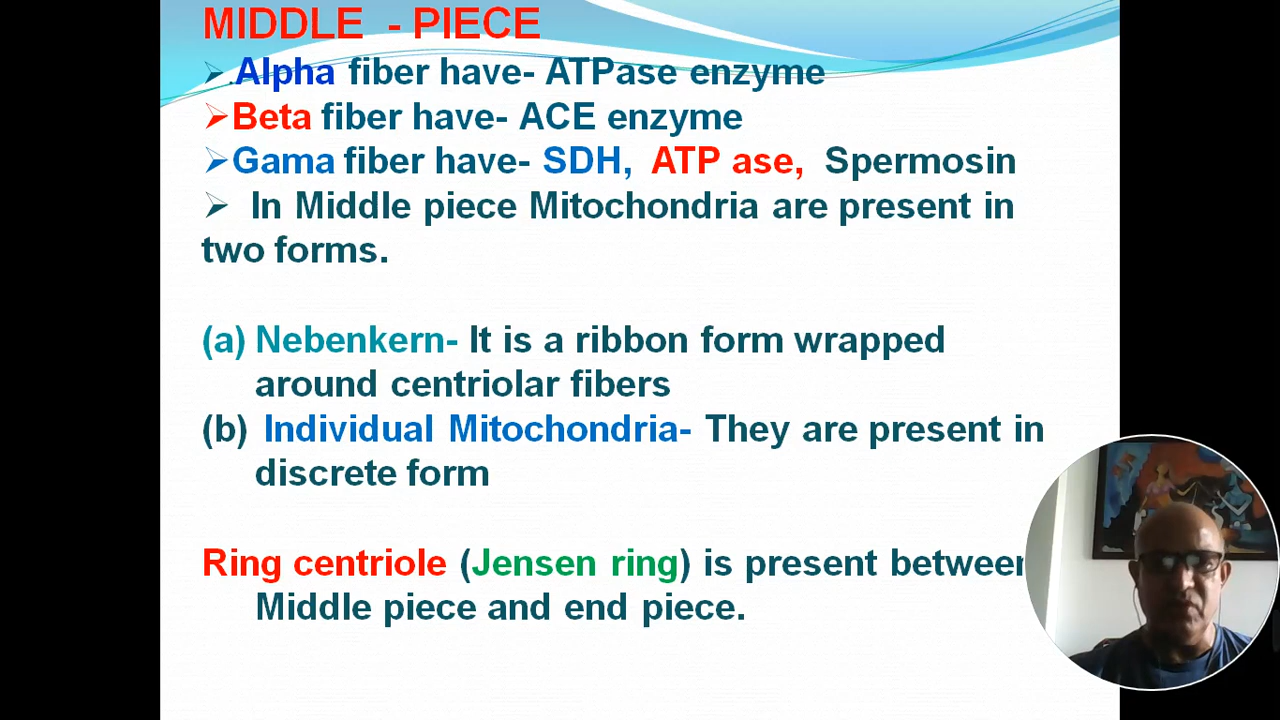 MIDDLE - PIECE
.Alpha fiber have- ATPase enzyme
Beta fiber have- ACE enzyme
Gama fiber have- SDH, ATP ase, Spermosin
In Middle piece Mitochondria are present in
two forms.
(a) Nebenkern- It is a ribbon form wrapped
around centriolar fibers
(b) Individual Mitochondria- They are present in
discrete form
Ring centriole (Jensen ring) is present between
Middle piece and end piece.